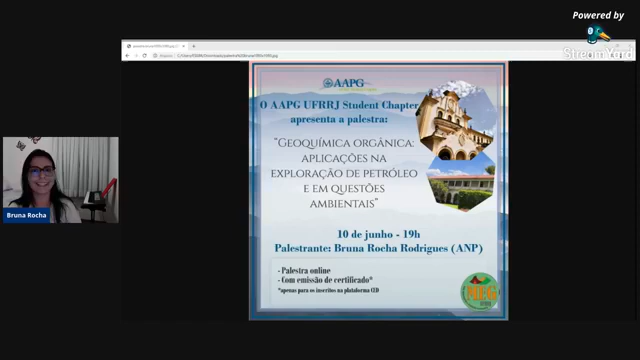 Powered by
StreamYard
AAPG
O AAPG UFRRJ Student Chapter
apresenta a palestra:
"GEOQUÍMICA ORGÂNICA:
APLICAÇÕES NA
EXPLORAÇÃO DE PETRÓLEO
E EM QUESTÕES
AMBIENTAIS"
10 de junho - 19h
Palestrante: Bruna Rocha Rodrigues (ANP)
- Palestra online
- Com emissão de certificado*
*apenas para os inscritos na plataforma
Bruna Rocha